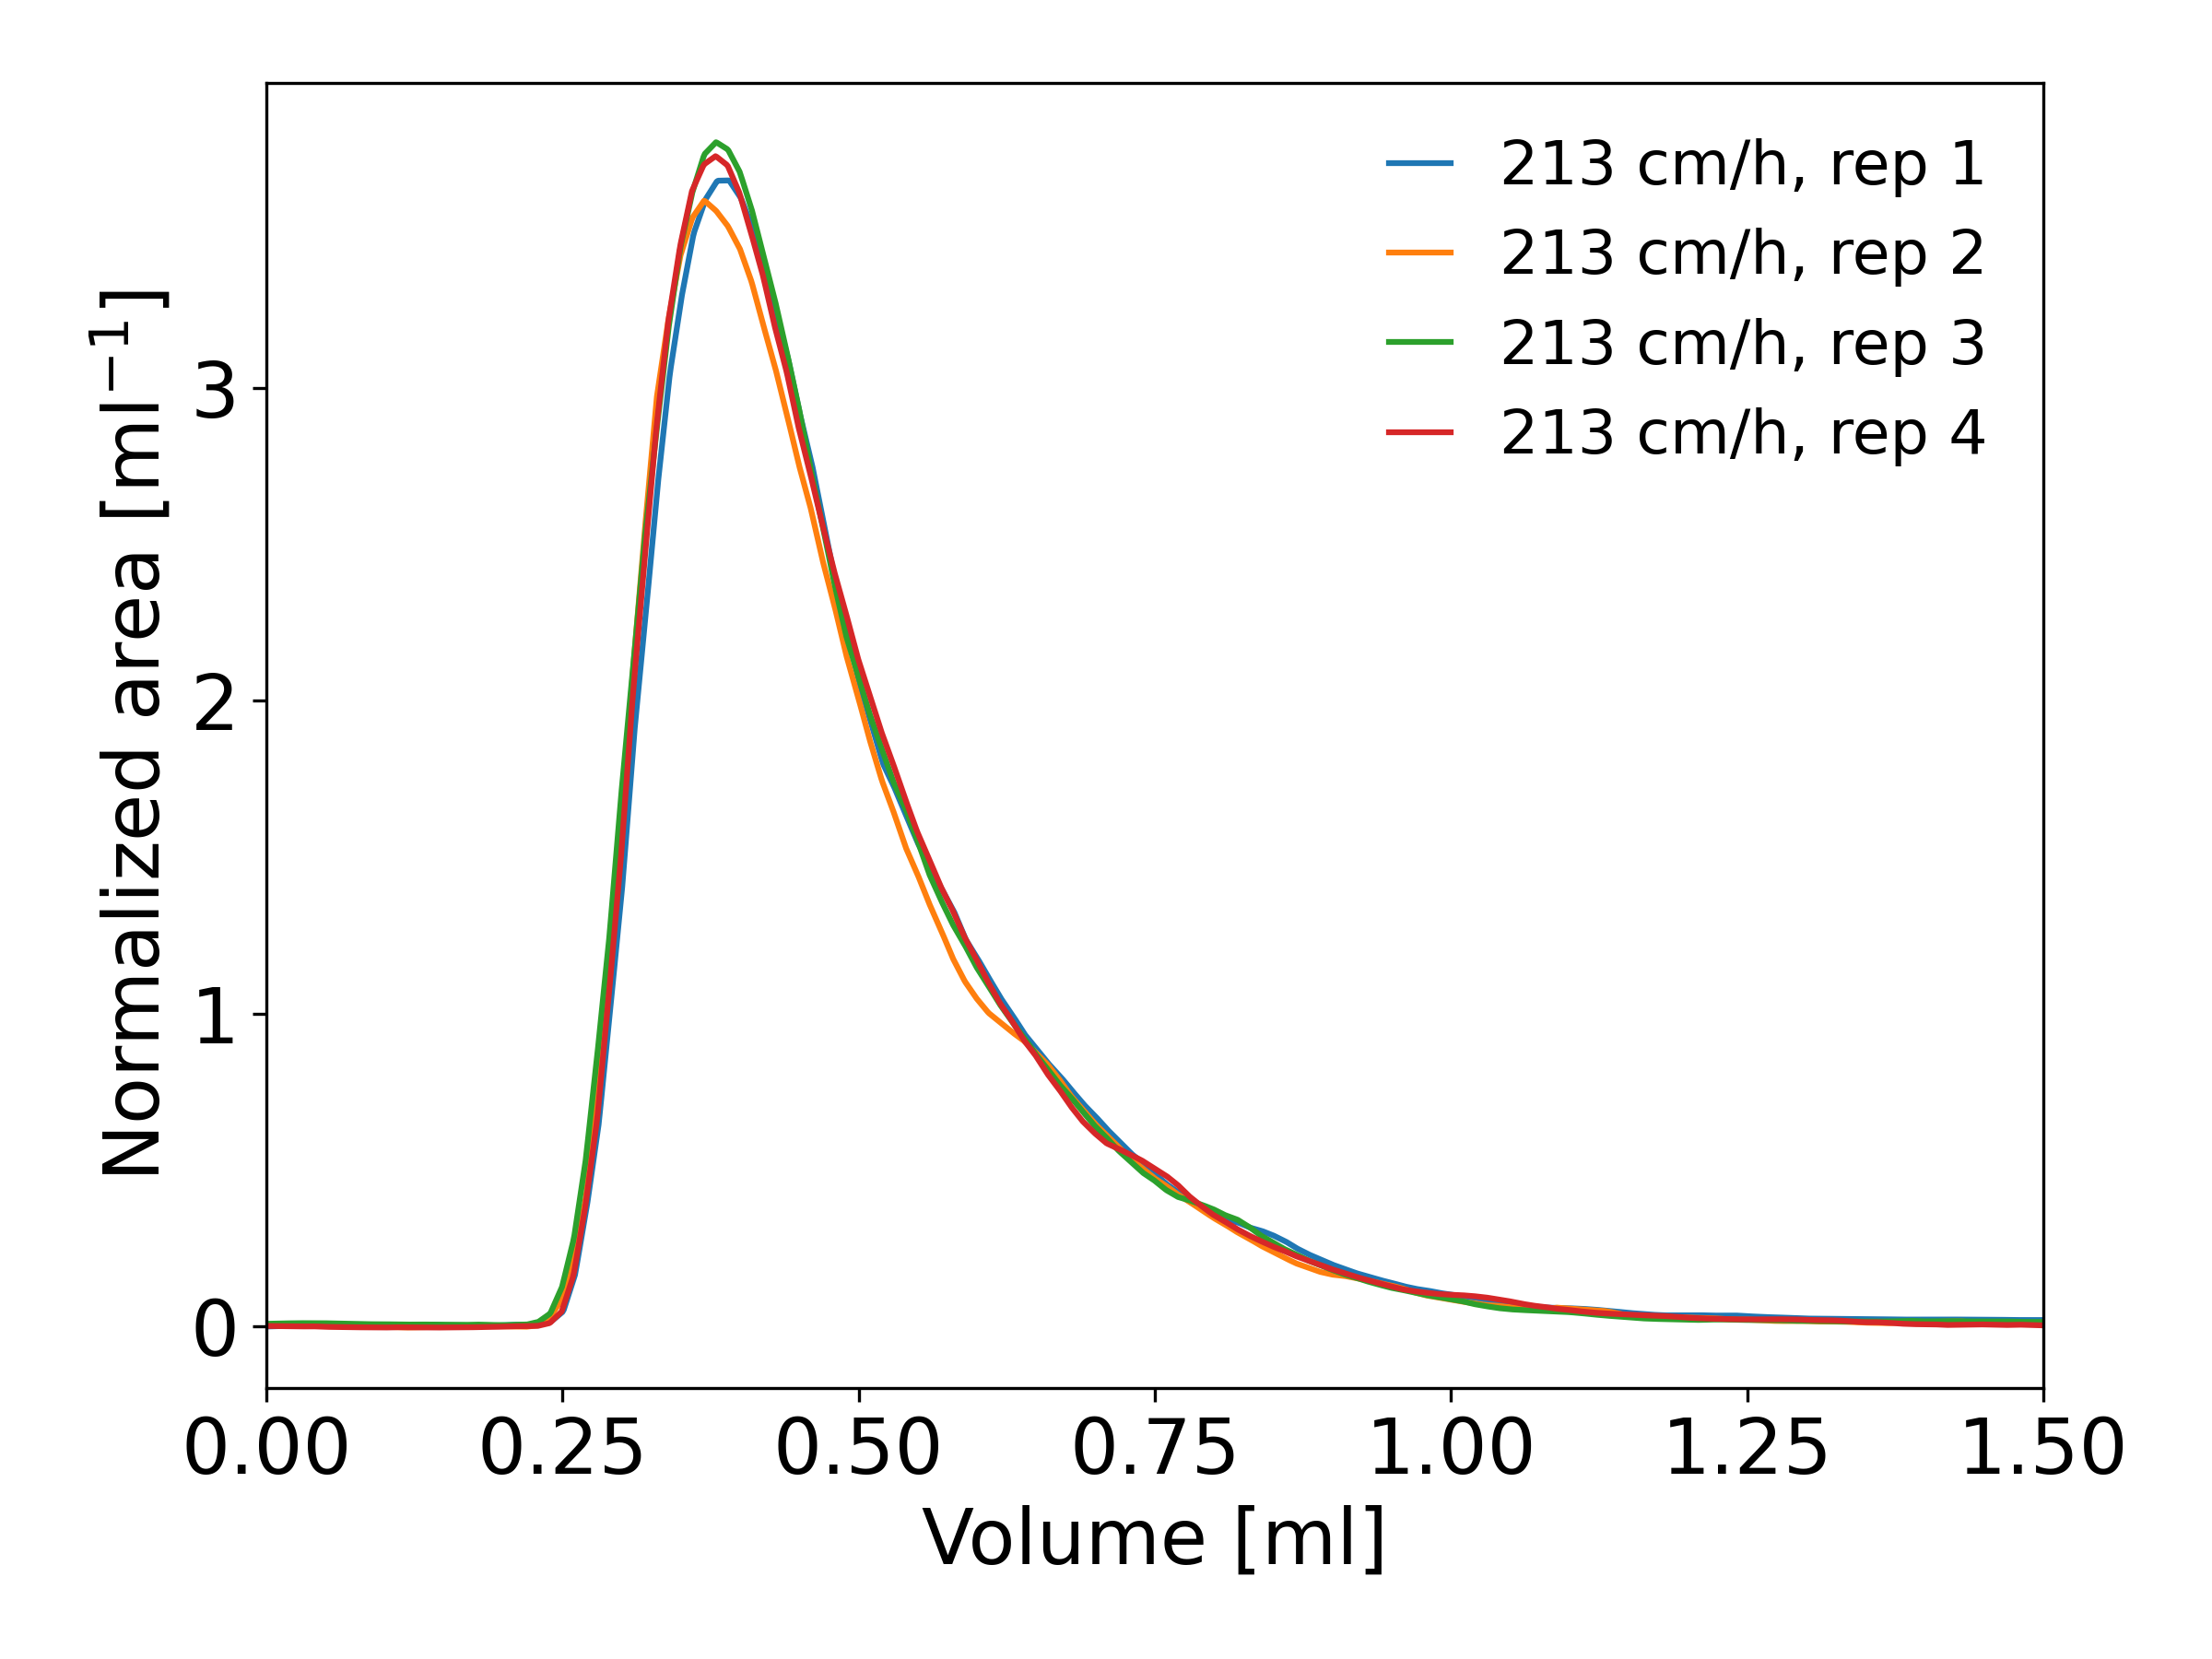 Normalized area [ml⁻¹]
3
2
1
0
213 cm/h, rep 1
213 cm/h, rep 2
213 cm/h, rep 3
213 cm/h, rep 4
0.00 0.25 0.50 0.75 1.00 1.25 1.50
Volume [ml]